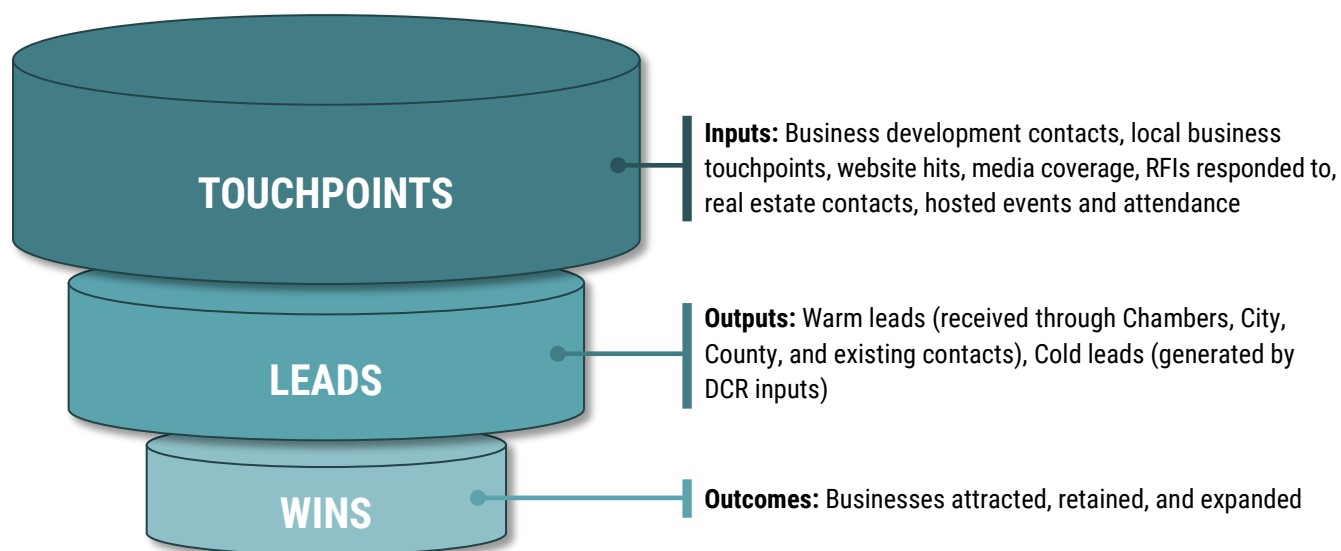 TOUCHPOINTS
Inputs: Business development contacts, local business
touchpoints, website hits, media coverage, RFIs responded to,
real estate contacts, hosted events and attendance
LEADS
Outputs: Warm leads (received through Chambers, City,
County, and existing contacts), Cold leads (generated by
DCR inputs)
WINS
Outcomes: Businesses attracted, retained, and expanded